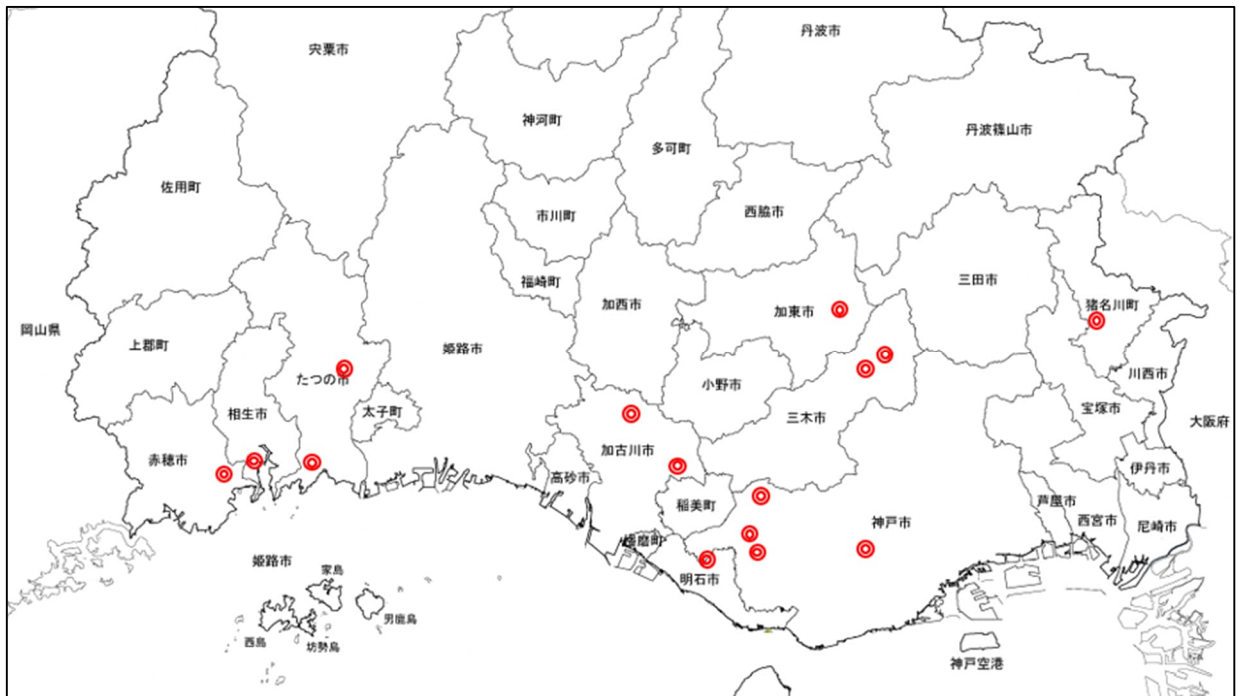 丹波市
宍粟市
神河町
丹波篠山市
多可町
佐用町
西脇市
市川町
三田市
福崎町
加西市
猪名川町
加東市
岡山県
上郡町
姫路市
川西市
たつの市
小野市
太子町
宝塚市
相生市
三木市
大阪府
加古川市
赤穂市
伊丹市
高砂市
芦屋市
稲美町
西宮市
神戸市
尼崎市
播磨町
姫路市
家島
明石市
男鹿島
西島
坊勢島
神戸空港